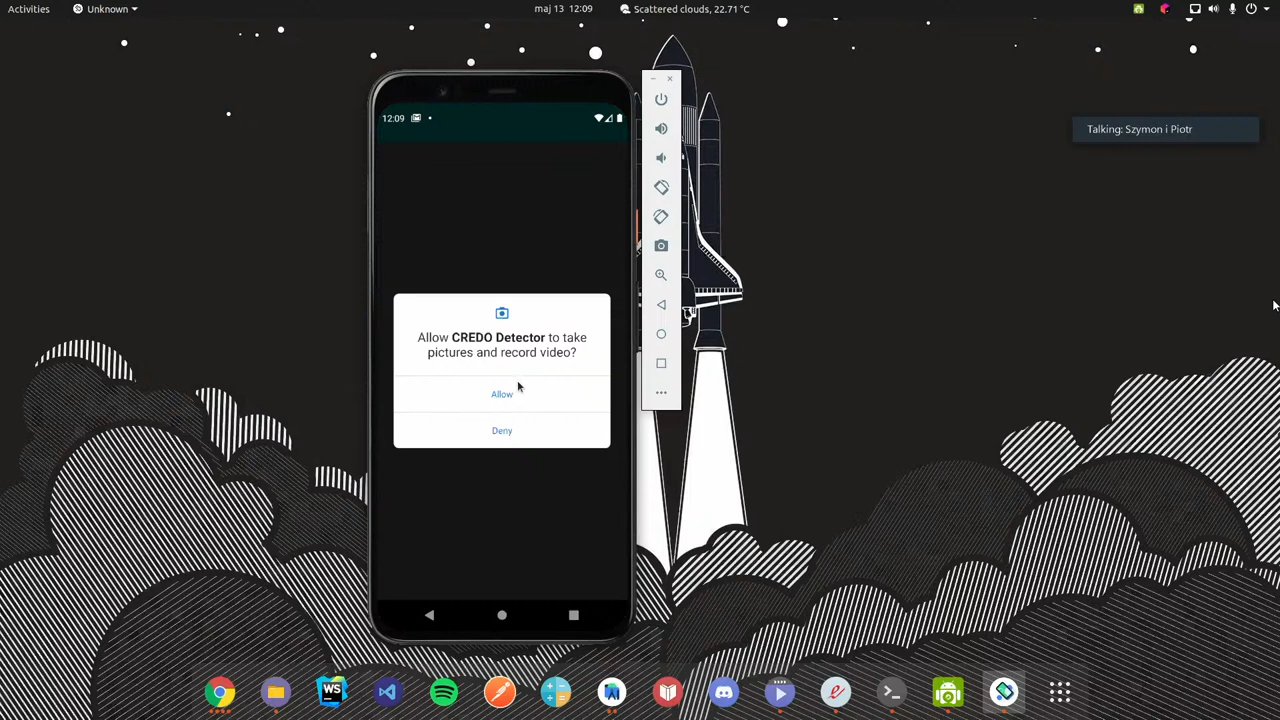 Activities
Unknown
maj 13 12:09
Scattered clouds, 22.71 °C
12:09
Talking: Szymon i Piotr
Allow CREDO Detector to take
pictures and record video?
Allow
Deny
WS